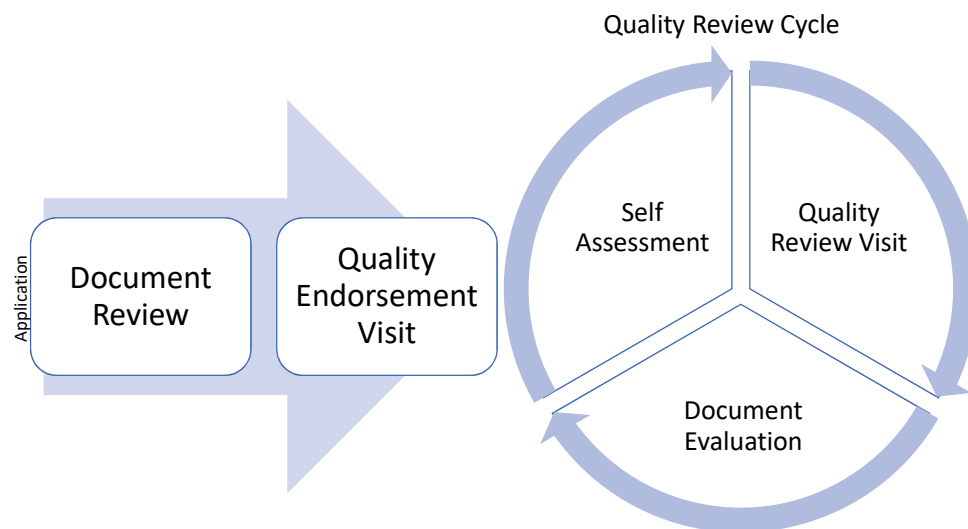 Quality Review Cycle
Application
Document
Review
Quality
Endorsement
Visit
Self
Assessment
Quality
Review Visit
Document
Evaluation